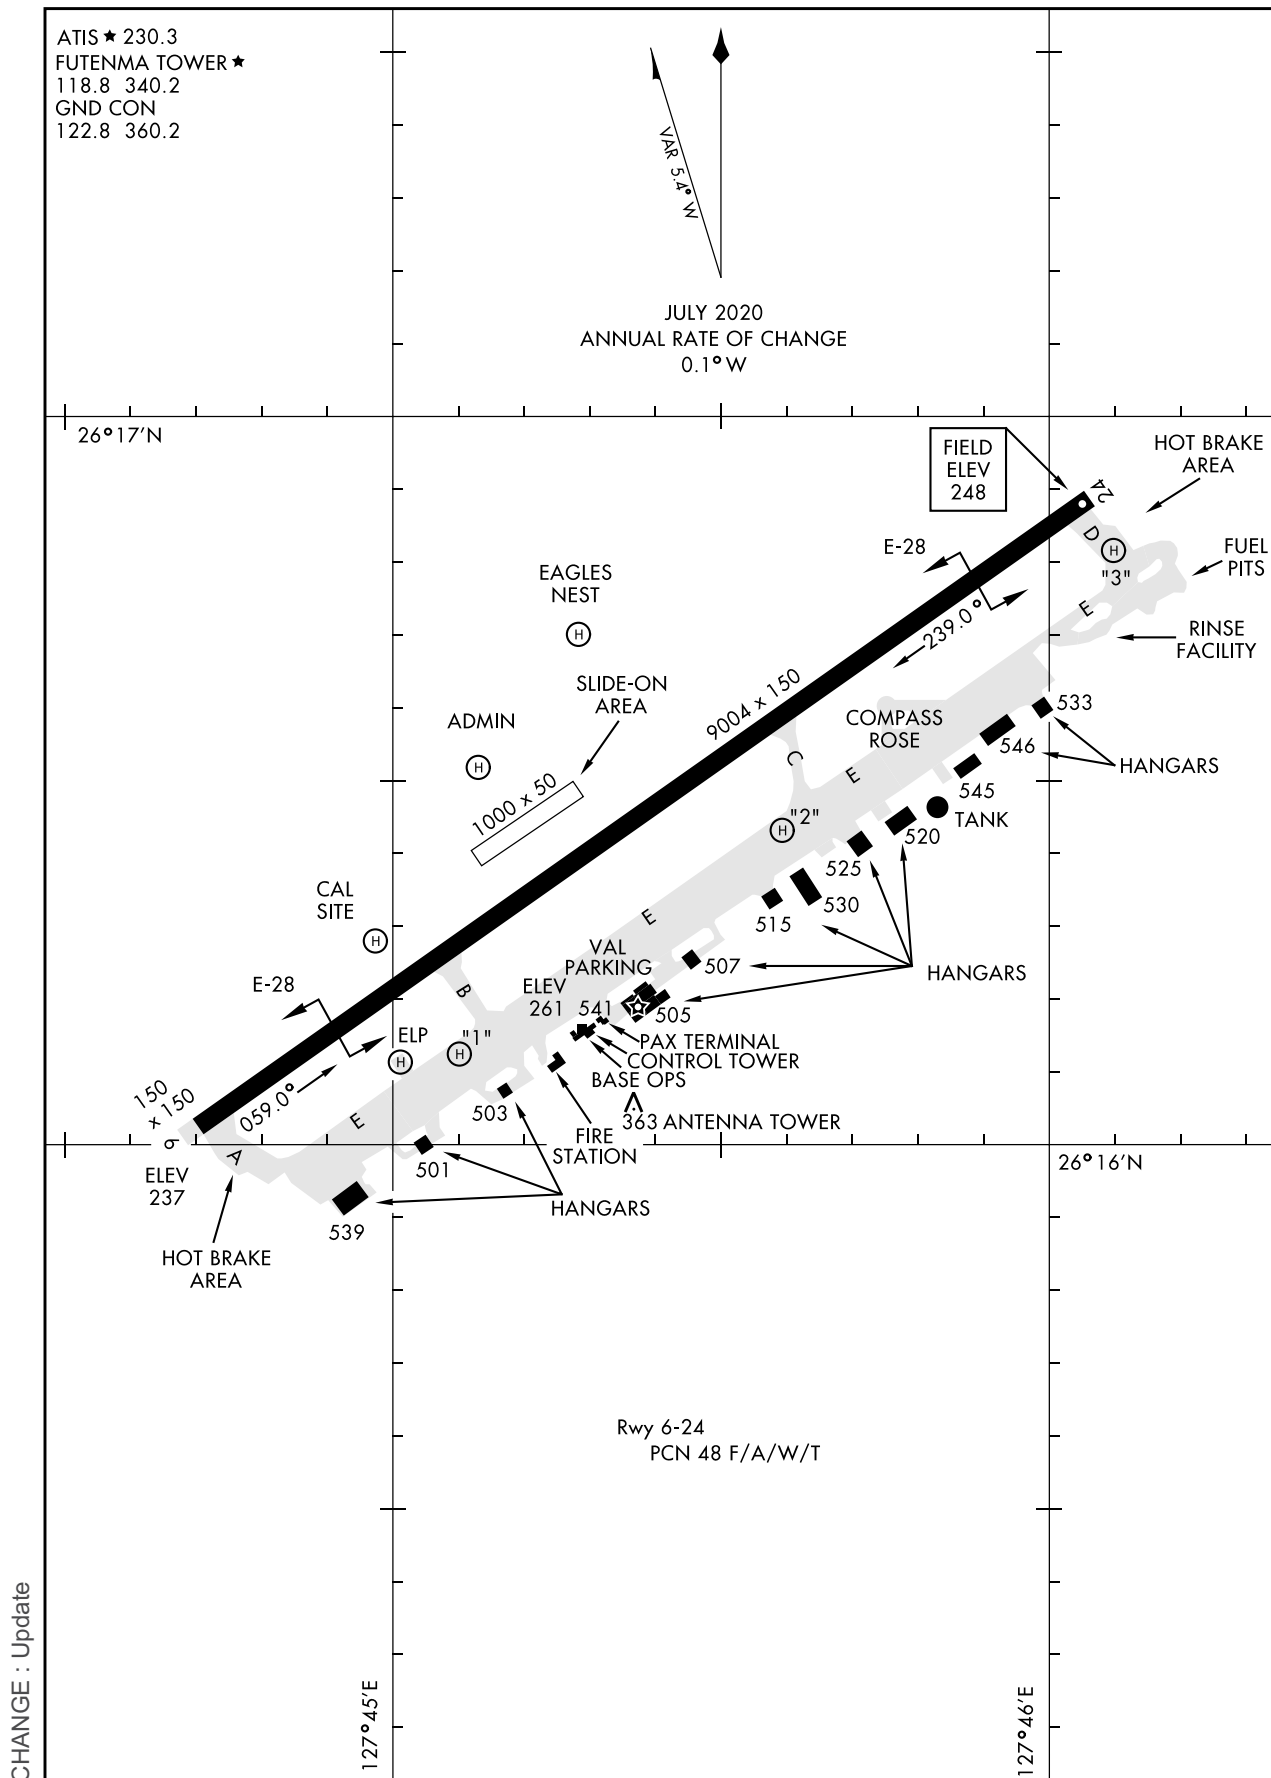 ATIS ★ 230.3
FUTENMA TOWER ★
118.8 340.2
GND CON
122.8 360.2
VAR 5.4° W
JULY 2020
ANNUAL RATE OF CHANGE
0.1° W
26°17'N
FIELD
ELEV
248
HOT BRAKE
AREA
24
D
H
"3"
FUEL
PITS
E-28
E
RINSE
FACILITY
239.0°
EAGLES
NEST
H
SLIDE-ON
AREA
9004 x 150
ADMIN
H
1000 x 50
COMPASS
ROSE
533
546
HANGARS
545
C
E
TANK
520
"2"
H
525
530
515
CAL
SITE
H
E
VAL
PARKING
507
HANGARS
ELEV
261
541
505
E-28
B
PAX TERMINAL
CONTROL TOWER
BASE OPS
ELP
H
"1"
H
150
x 150
059.0°
E
503
363 ANTENNA TOWER
FIRE
STATION
6
A
ELEV
237
501
26°16'N
539
HANGARS
HOT BRAKE
AREA
Rwy 6-24
PCN 48 F/A/W/T
127°45'E
127°46'E
CHANGE : Update